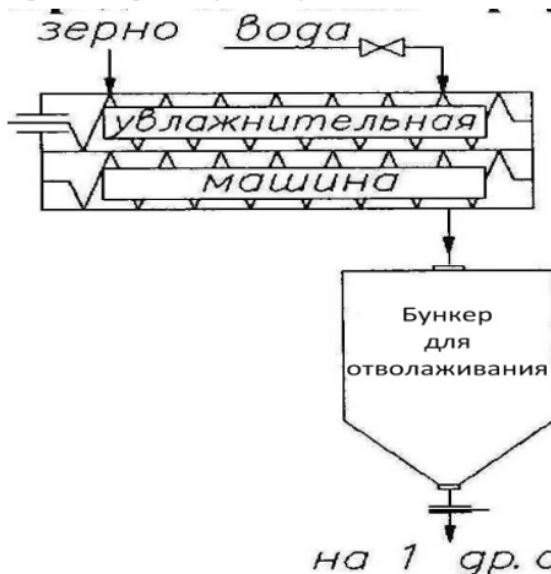 зерно вода
увлажнительная
машина
Бункер
для
отволаживания
на 1 др. с